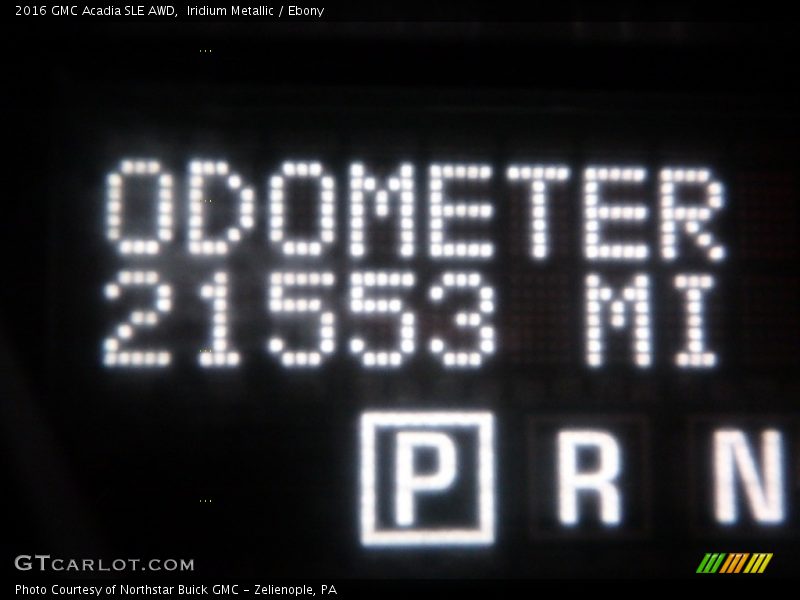 2016 GMC Acadia SLE AWD,  Iridium Metallic / Ebony
ODOMETER
21553 MI
P R N
GTCARLOT.COM
Photo Courtesy of Northstar Buick GMC - Zelienople, PA